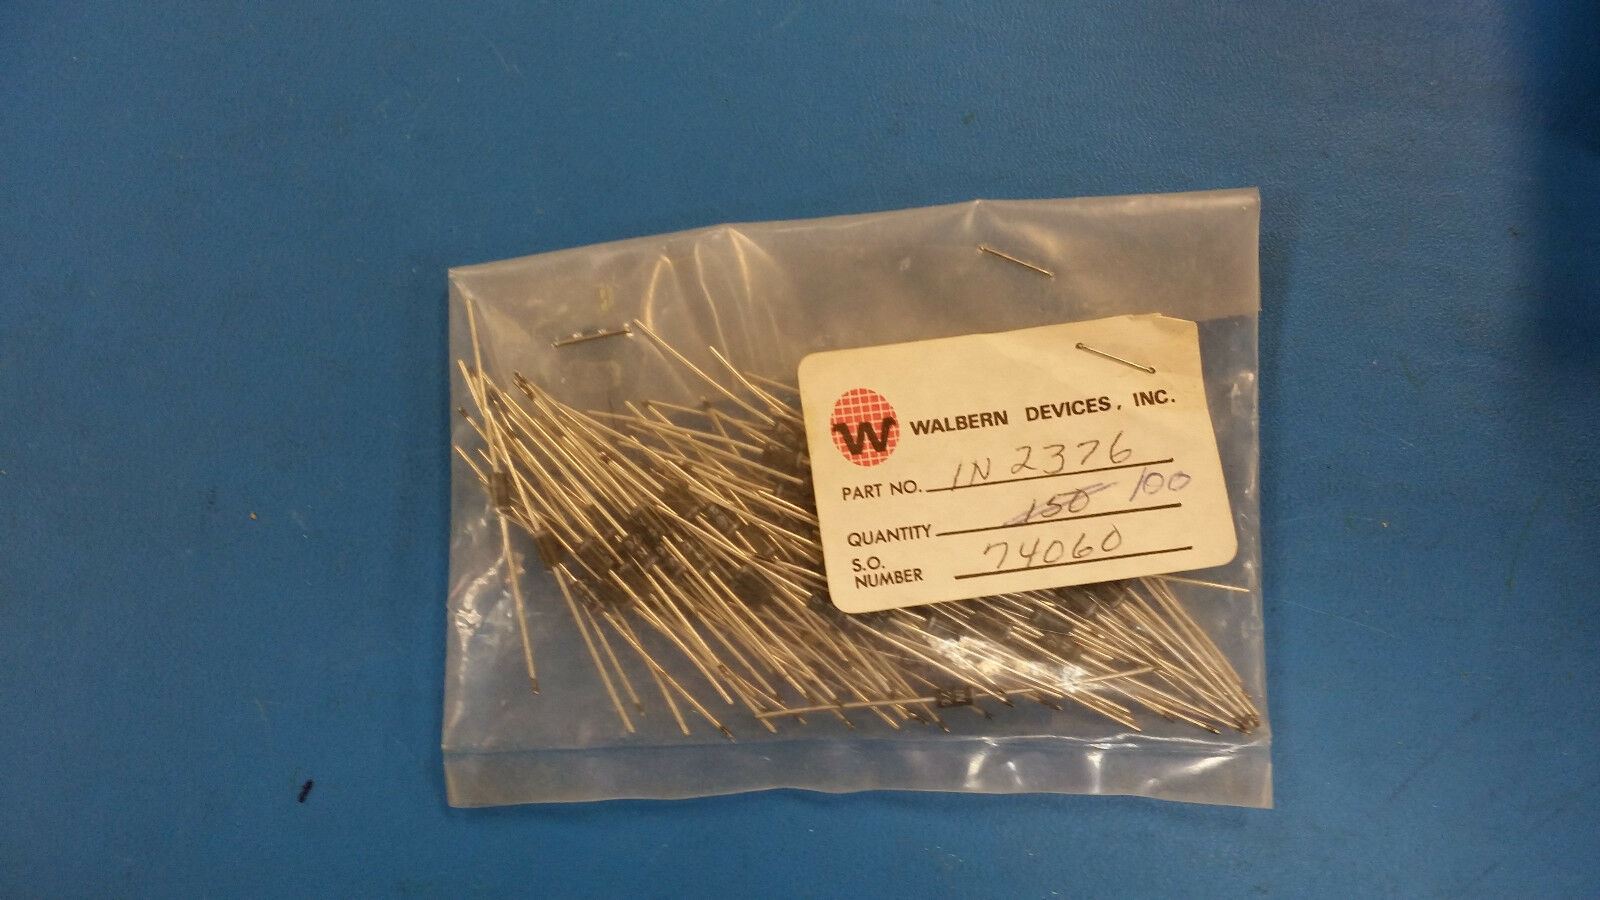 W WALBERN DEVICES, INC.
PART NO. 1N 2376
QUANTITY 150 100
S.O.
NUMBER 74060